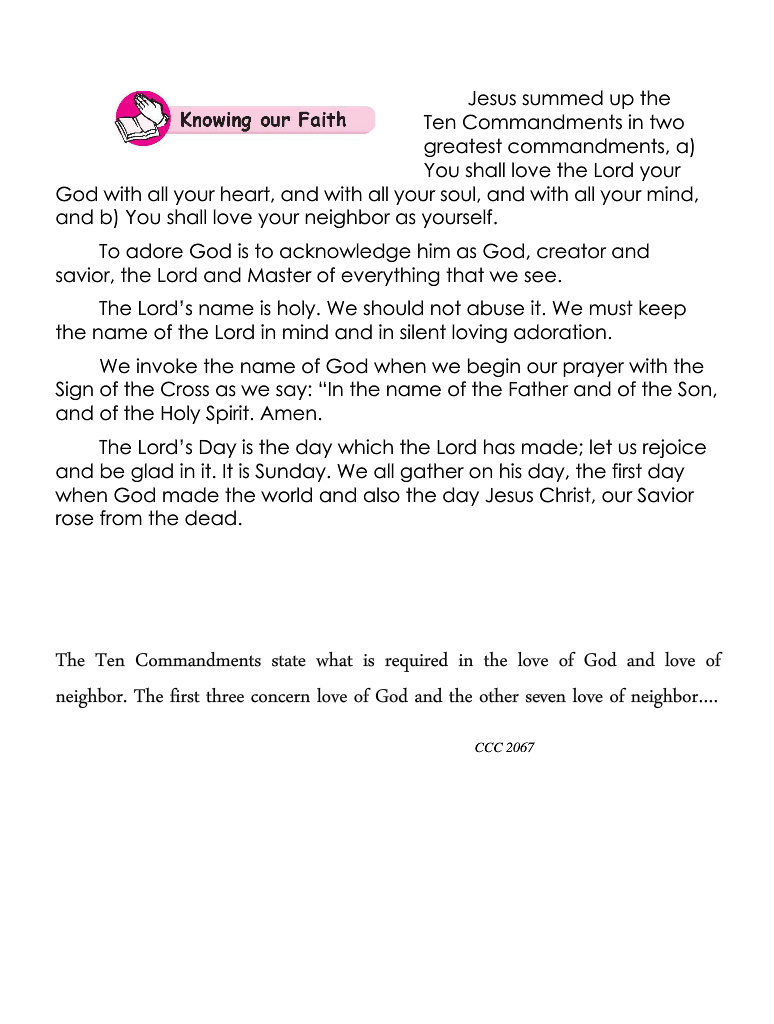 Knowing our Faith
Jesus summed up the
Ten Commandments in two
greatest commandments, a)
You shall love the Lord your
God with all your heart, and with all your soul, and with all your mind,
and b) You shall love your neighbor as yourself.
To adore God is to acknowledge him as God, creator and
savior, the Lord and Master of everything that we see.
The Lord’s name is holy. We should not abuse it. We must keep
the name of the Lord in mind and in silent loving adoration.
We invoke the name of God when we begin our prayer with the
Sign of the Cross as we say: “In the name of the Father and of the Son,
and of the Holy Spirit. Amen.
The Lord’s Day is the day which the Lord has made; let us rejoice
and be glad in it. It is Sunday. We all gather on his day, the first day
when God made the world and also the day Jesus Christ, our Savior
rose from the dead.
The Ten Commandments state what is required in the love of God and love of
neighbor. The first three concern love of God and the other seven love of neighbor....
CCC 2067